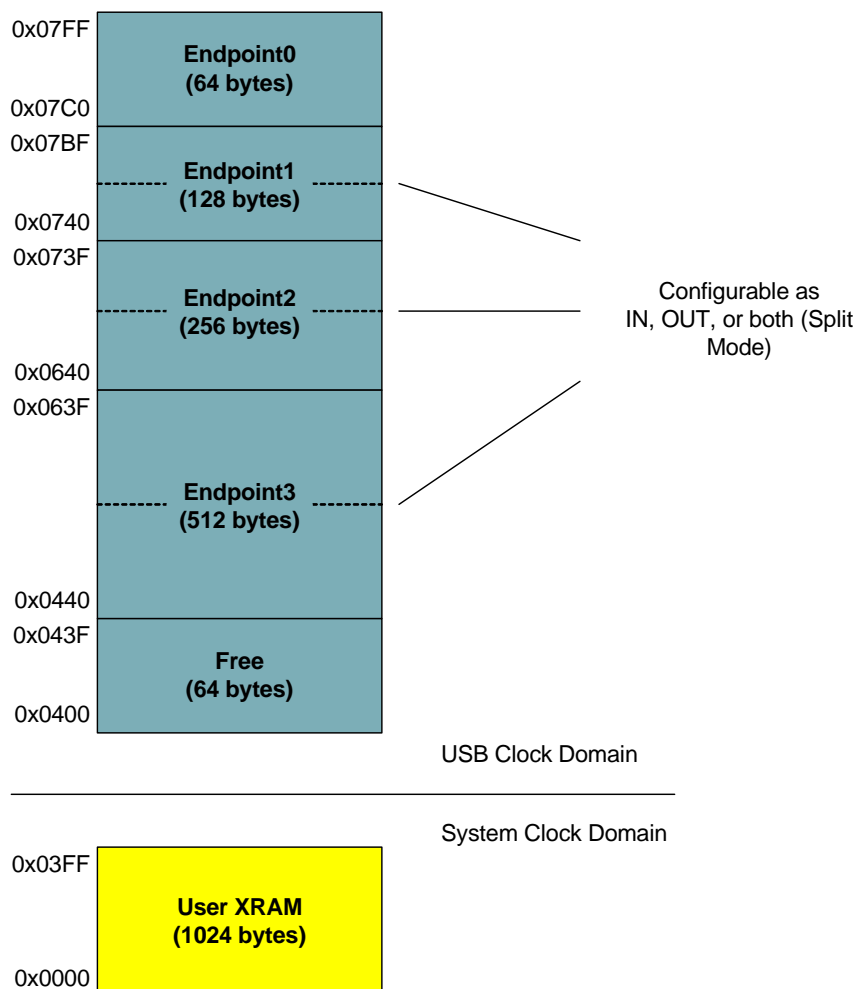 0x07FF
Endpoint0
(64 bytes)
0x07C0
0x07BF
Endpoint1
(128 bytes)
0x0740
0x073F
Endpoint2
(256 bytes)
0x0640
0x063F
Configurable as
IN, OUT, or both (Split
Mode)
Endpoint3
(512 bytes)
0x0440
0x043F
Free
(64 bytes)
0x0400
USB Clock Domain
System Clock Domain
0x03FF
User XRAM
(1024 bytes)
0x0000